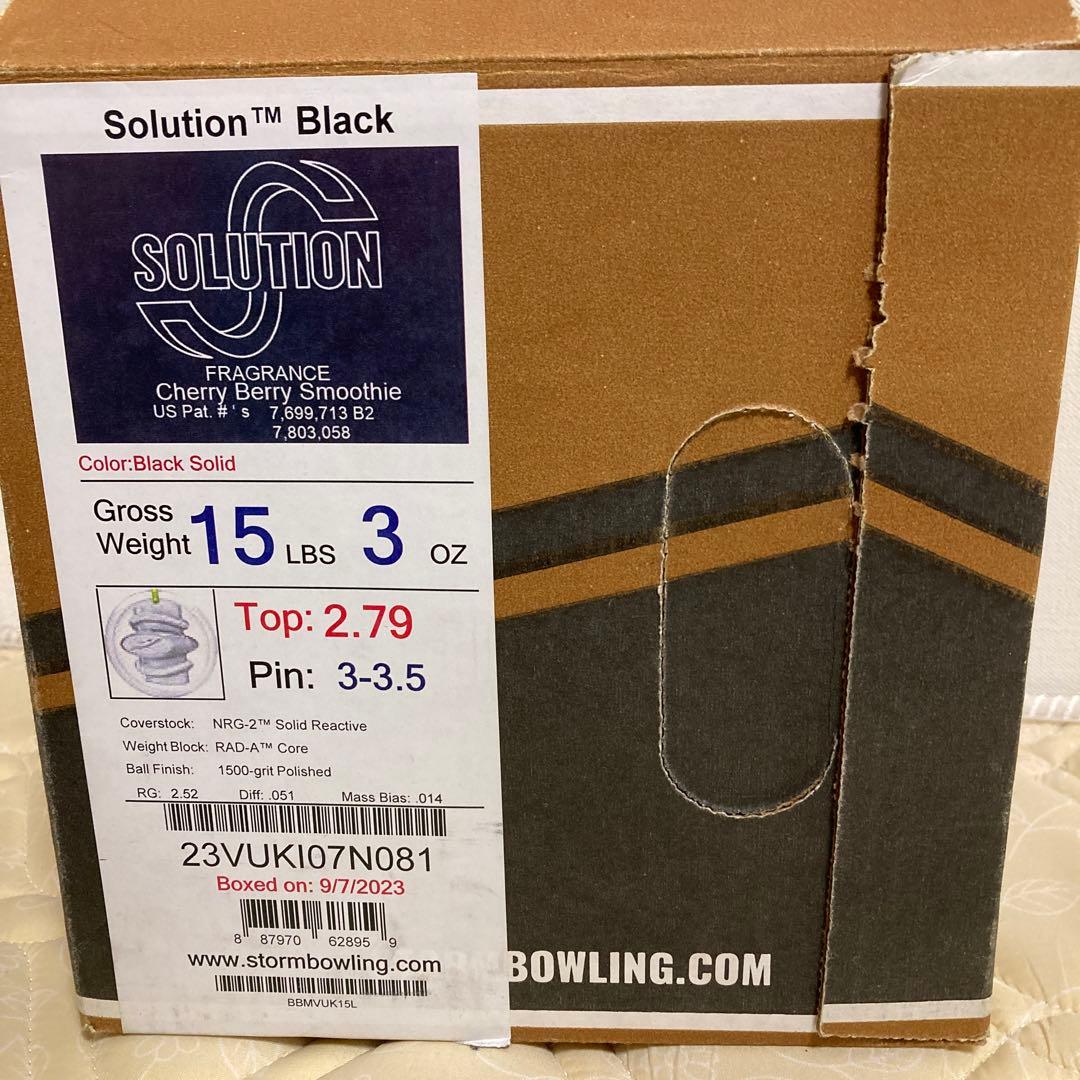 Solution™ Black
SOLUTION
FRAGRANCE
Cherry Berry Smoothie
US Pat. #'s 7,699,713 B2
7,803,058
Color:Black Solid
Gross Weight 15 LBS 3 OZ
Top: 2.79
Pin: 3-3.5
Coverstock: NRG-2™ Solid Reactive
Weight Block: RAD-A™ Core
Ball Finish: 1500-grit Polished
RG: 2.52 Diff: .051 Mass Bias: .014
23VUKI07N081
Boxed on: 9/7/2023
8 87970 62895 9
www.stormbowling.com
BBMVUK15L
BOWLING.COM